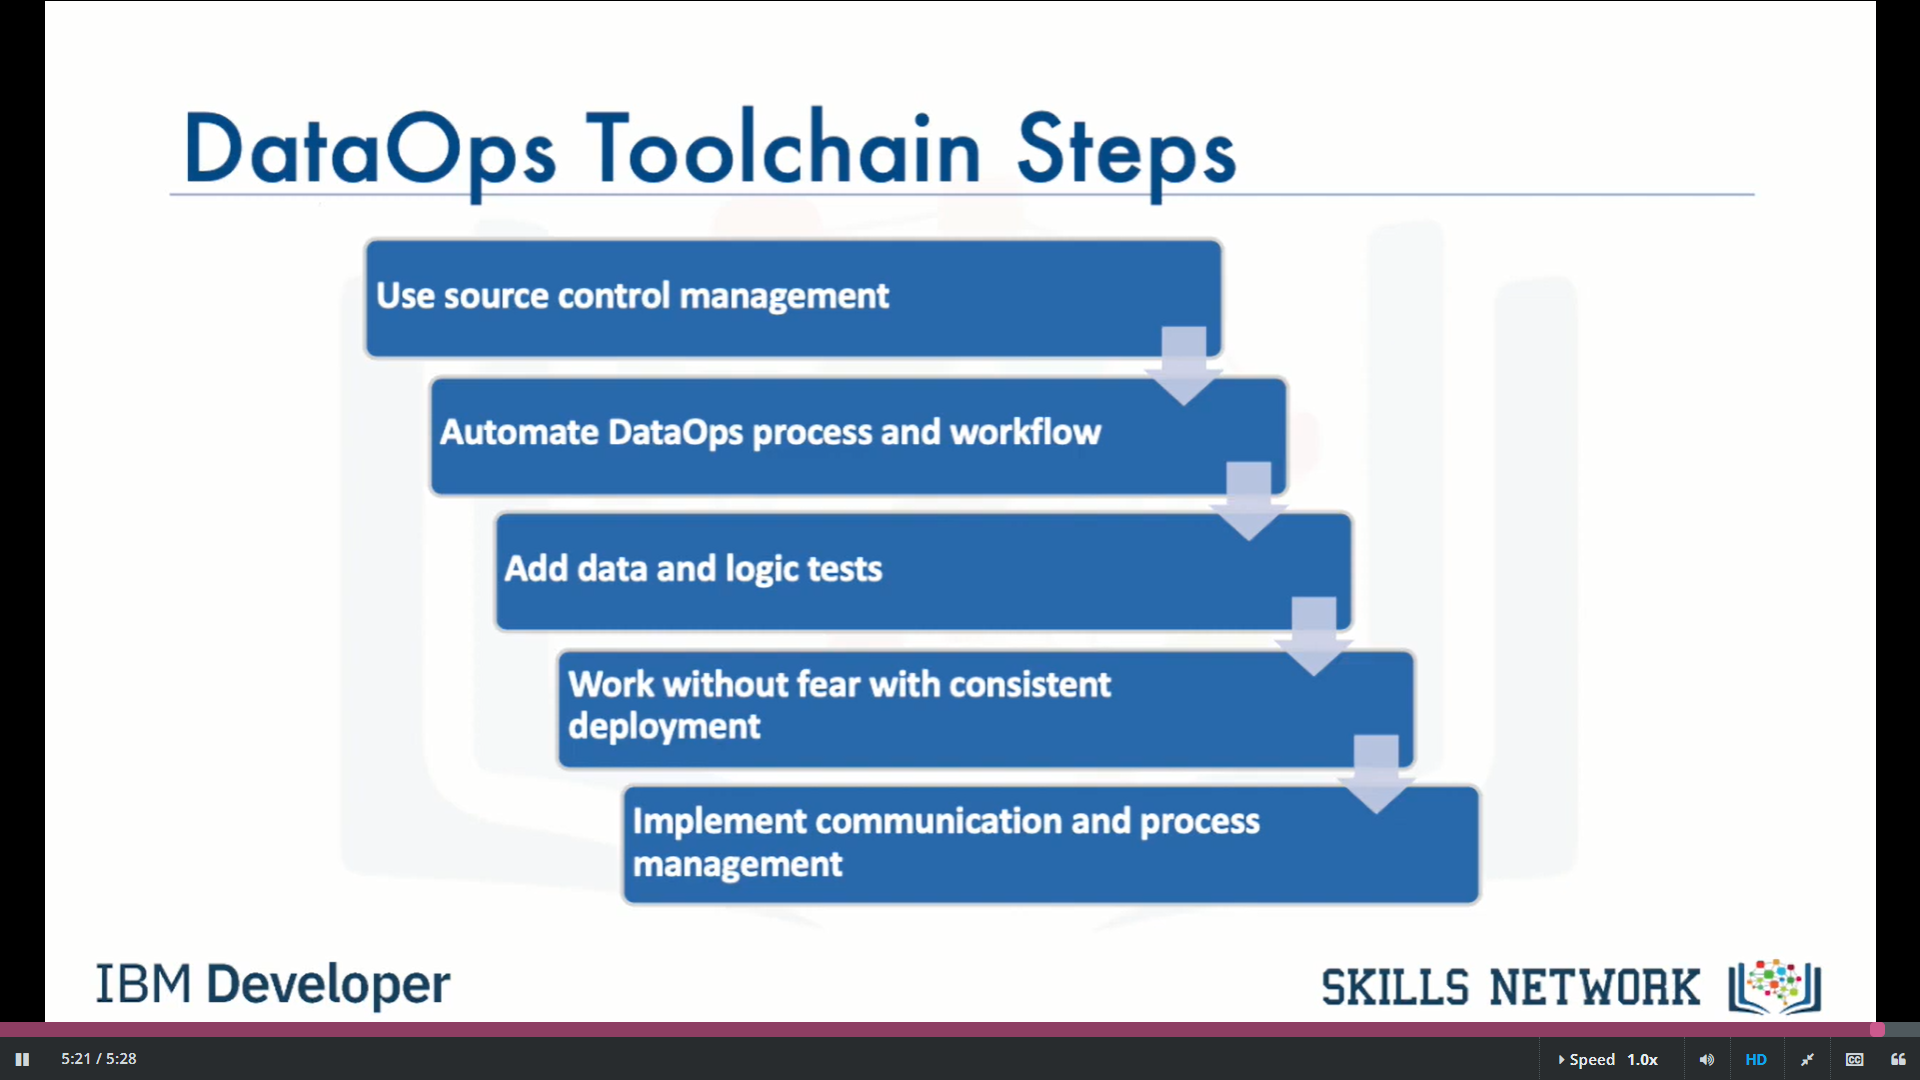 DataOps Toolchain Steps
Use source control management
Automate DataOps process and workflow
Add data and logic tests
Work without fear with consistent
deployment
Implement communication and process
management
IBM Developer
SKILLS NETWORK
5:21 / 5:28
Speed 1.0x
HD
CC